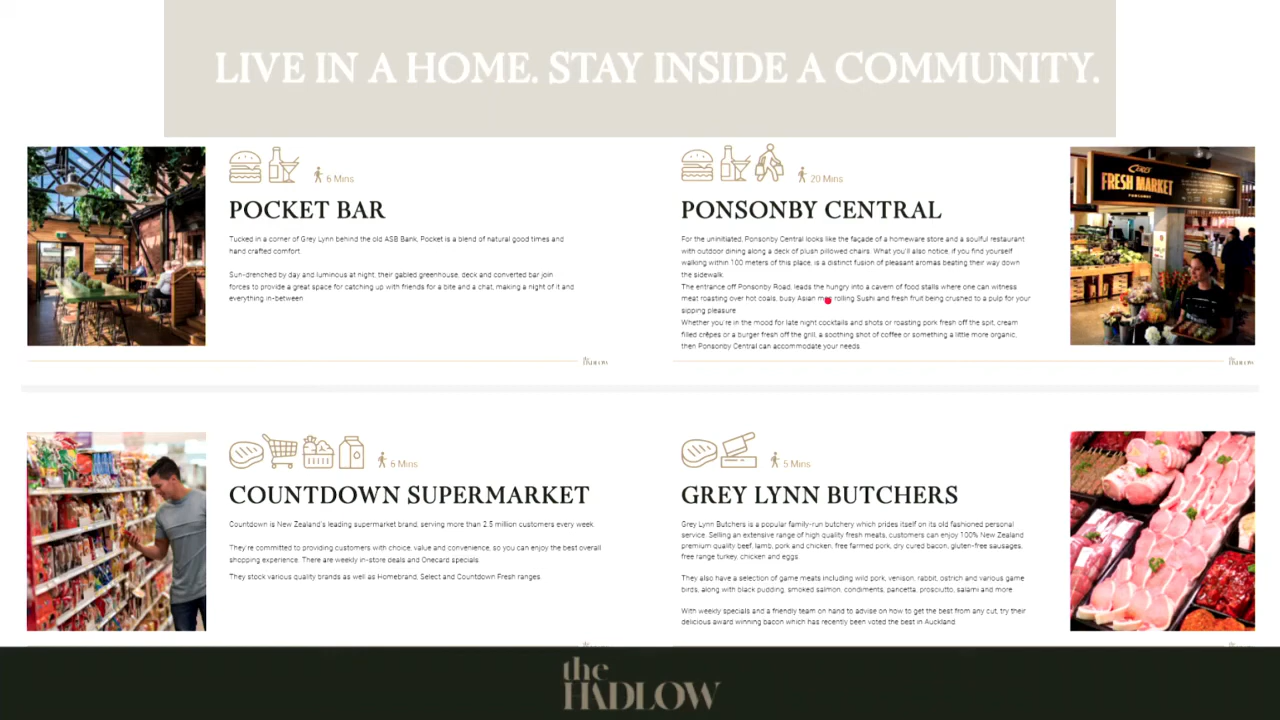 LIVE IN A HOME. STAY INSIDE A COMMUNITY.
6 Mins
POCKET BAR
Tucked in a corner of Grey Lynn behind the old ASB Bank, Pocket is a blend of natural good times and
hand crafted comfort.
Sun-drenched by day and luminous at night, their gabled greenhouse, deck and converted bar join
forces to provide a great space for catching up with friends for a bite and a chat, making a night of it and
everything in-between
the HADLOW
20 Mins
PONSONBY CENTRAL
For the uninitiated, Ponsonby Central looks like the façade of a homeware store and a soulful restaurant
with outdoor dining along a deck of plush pillowed chairs. What you'll also notice, if you find yourself
walking within 100 meters of this place, is a distinct fusion of pleasant aromas beating their way down
the sidewalk.
The entrance off Ponsonby Road, leads the hungry into a cavern of food stalls where one can witness
meat roasting over hot coals, busy Asian men rolling Sushi and fresh fruit being crushed to a pulp for your
sipping pleasure
Whether you're in the mood for late night cocktails and shots or roasting pork fresh off the spit, cream
filled crêpes or a burger fresh off the grill, a soothing shot of coffee or something a little more organic,
then Ponsonby Central can accommodate your needs
FRESH MARKET
PONSONBY
the HADLOW
6 Mins
COUNTDOWN SUPERMARKET
Countdown is New Zealand's leading supermarket brand, serving more than 2.5 million customers every week.
They're committed to providing customers with choice, value and convenience, so you can enjoy the best overall
shopping experience. There are weekly in-store deals and Onecard specials
They stock various quality brands as well as Homebrand, Select and Countdown Fresh ranges
5 Mins
GREY LYNN BUTCHERS
Grey Lynn Butchers is a popular family-run butchery which prides itself on its old fashioned personal
service. Selling an extensive range of high quality fresh meats, customers can enjoy 100% New Zealand
premium quality beef, lamb, pork and chicken, free farmed pork, dry cured bacon, gluten-free sausages,
free range turkey, chicken and eggs
They also have a selection of game meats including wild pork, venison, rabbit, ostrich and various game
birds, along with black pudding, smoked salmon, condiments, pancetta, prosciutto, salami and more
With weekly specials and a friendly team on hand to advise on how to get the best from any cut, try their
delicious award winning bacon which has recently been voted the best in Auckland
the
HADLOW